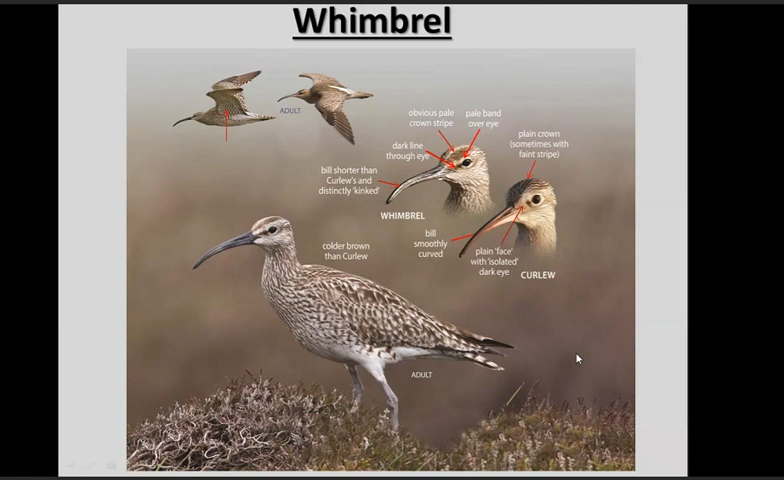 Whimbrel
ADULT
obvious pale
crown stripe
pale band
over eye
dark line
through eye
plain crown
(sometimes with
faint stripe)
bill shorter than
Curlew's and
distinctly 'kinked'
WHIMBREL
bill
smoothly
curved
colder brown
than Curlew
plain 'face'
with 'isolated'
dark eye
CURLEW
ADULT